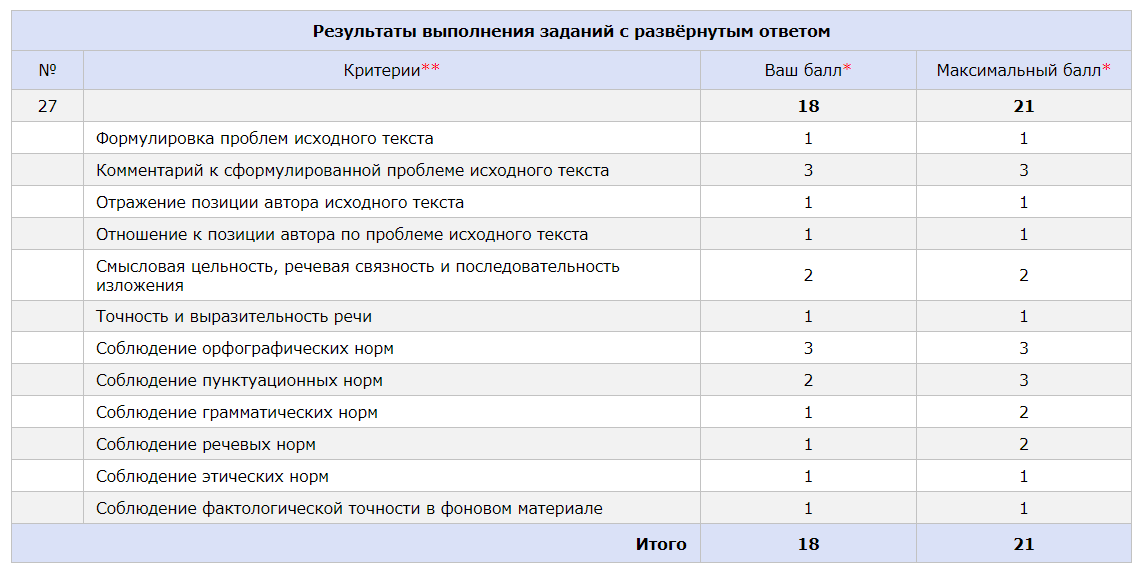 Результаты выполнения заданий с развёрнутым ответом
№ Критерии** Ваш балл* Максимальный балл*
27 18 21
Формулировка проблем исходного текста 1 1
Комментарий к сформулированной проблеме исходного текста 3 3
Отражение позиции автора исходного текста 1 1
Отношение к позиции автора по проблеме исходного текста 1 1
Смысловая цельность, речевая связность и последовательность
изложения 2 2
Точность и выразительность речи 1 1
Соблюдение орфографических норм 3 3
Соблюдение пунктуационных норм 2 3
Соблюдение грамматических норм 1 2
Соблюдение речевых норм 1 2
Соблюдение этических норм 1 1
Соблюдение фактологической точности в фоновом материале 1 1
Итого 18 21